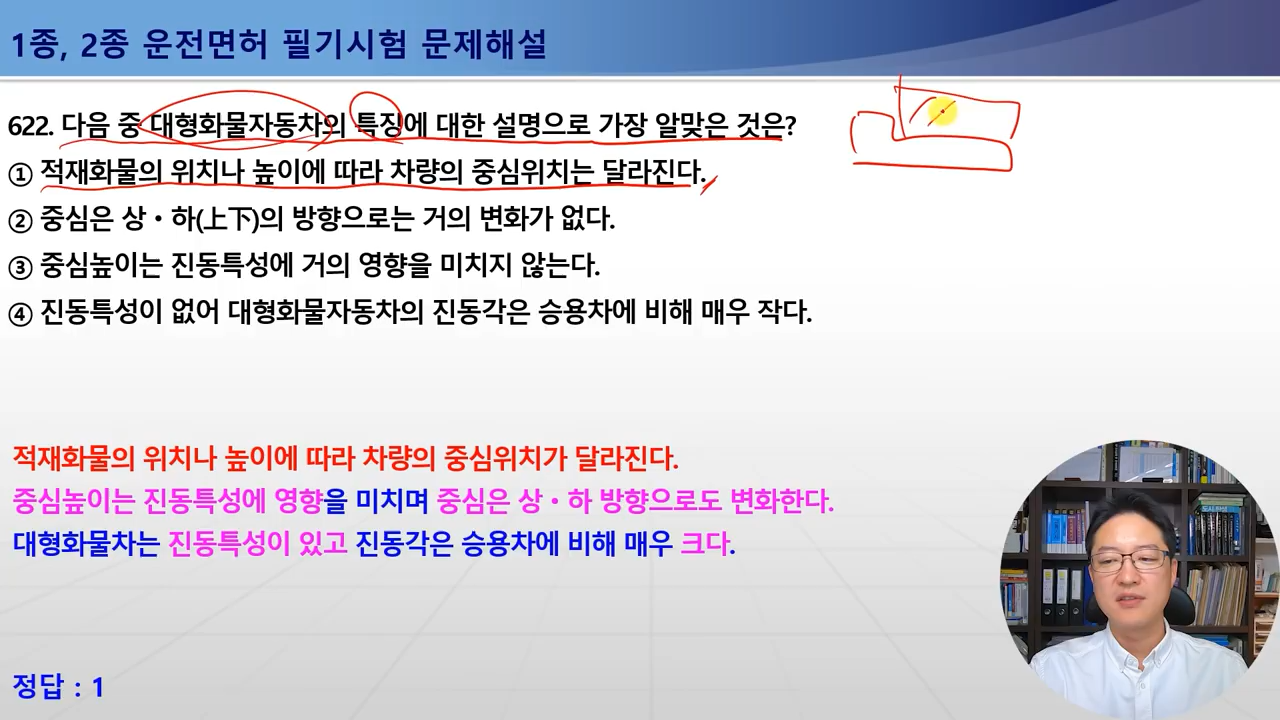 1종, 2종 운전면허 필기시험 문제해설
622. 다음 중 대형화물자동차의 특징에 대한 설명으로 가장 알맞은 것은?
① 적재화물의 위치나 높이에 따라 차량의 중심위치는 달라진다.
② 중심은 상·하(上下)의 방향으로는 거의 변화가 없다.
③ 중심높이는 진동특성에 거의 영향을 미치지 않는다.
④ 진동특성이 없어 대형화물자동차의 진동각은 승용차에 비해 매우 작다.
적재화물의 위치나 높이에 따라 차량의 중심위치가 달라진다.
중심높이는 진동특성에 영향을 미치며 중심은 상·하 방향으로도 변화한다.
대형화물차는 진동특성이 있고 진동각은 승용차에 비해 매우 크다.
정답 : 1